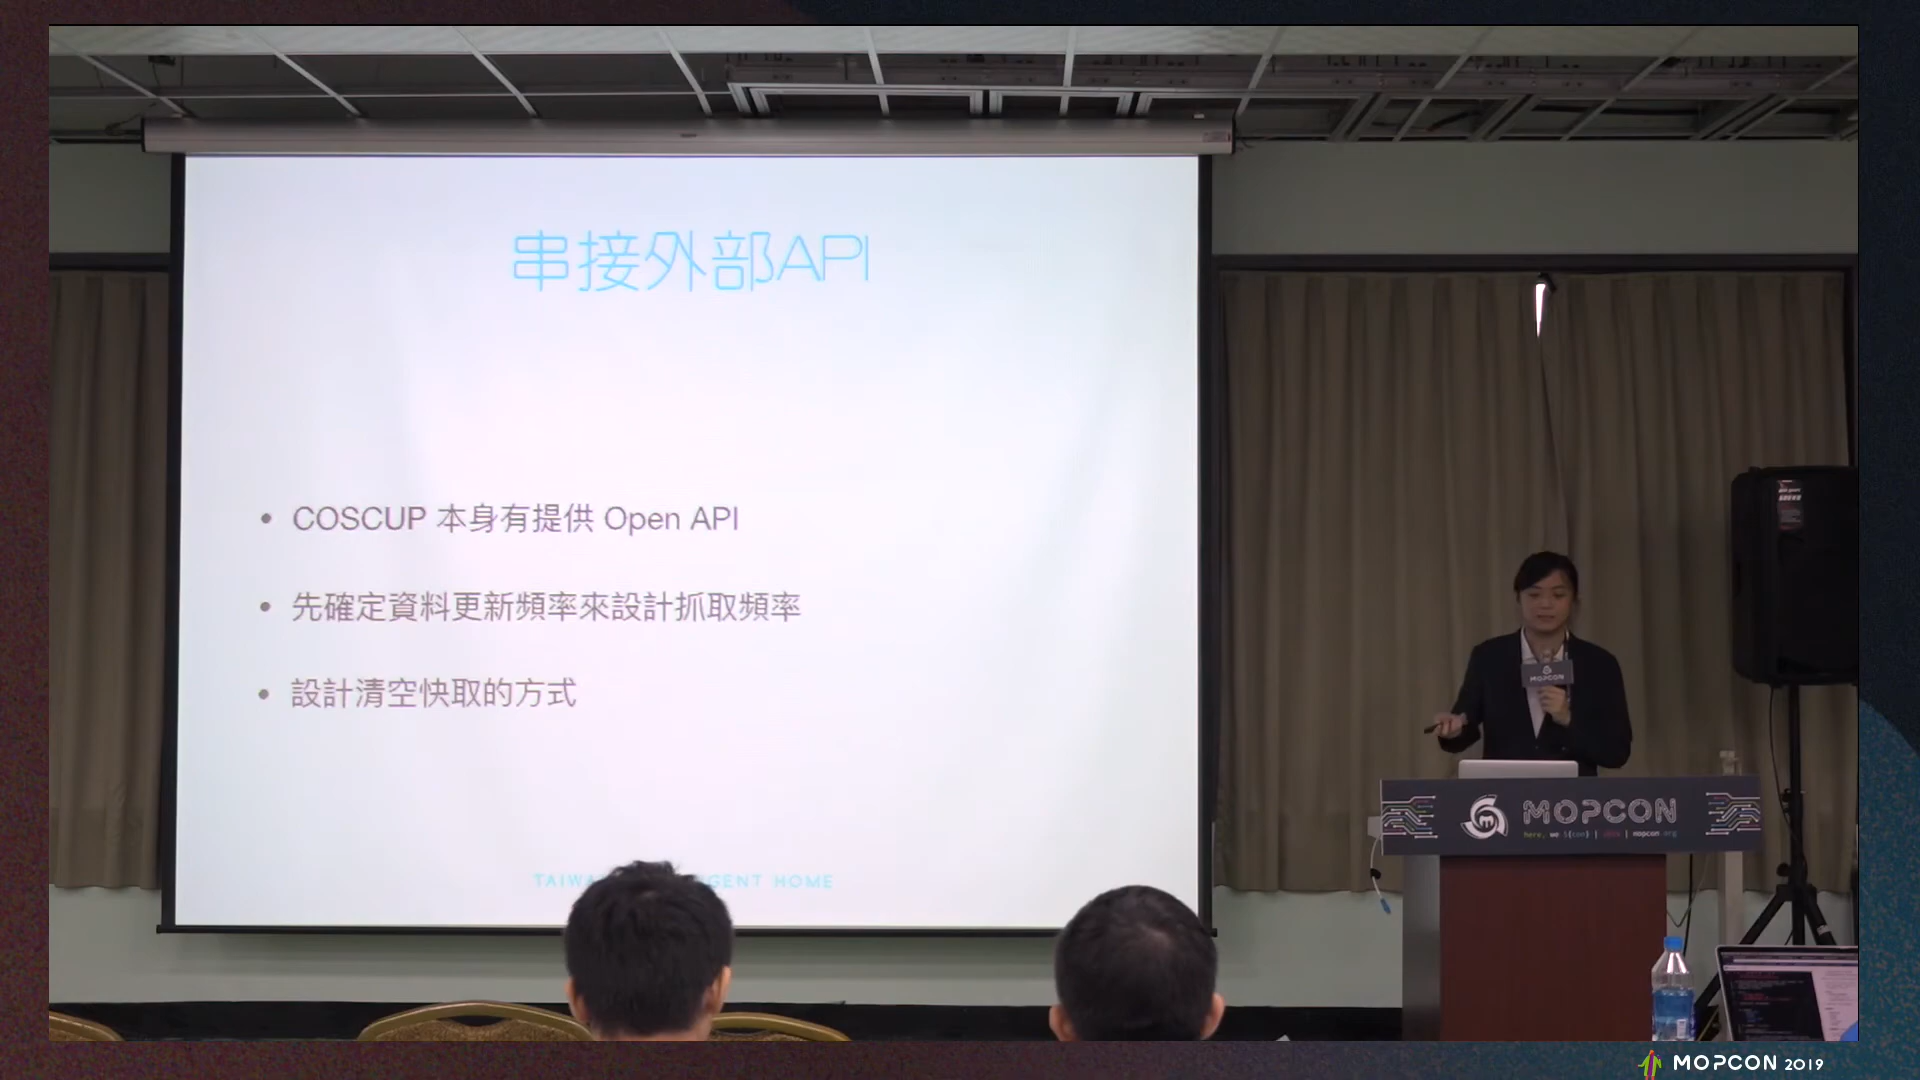 串接外部API
COSCUP 本身有提供 Open API
先確定資料更新頻率來設計抓取頻率
設計清空快取的方式
HOME
MOPCON
MOPCON
MOPCON 2019